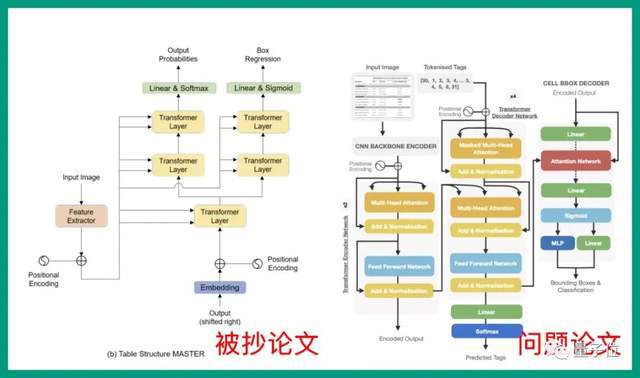 Output
Probabilities
Box
Regression
Linear & Softmax
Linear & Sigmoid
Transformer
Layer
Transformer
Layer
Transformer
Layer
Transformer
Layer
Input Image
Feature
Extractor
Transformer
Layer
Positional
Encoding
Positional
Encoding
Embedding
Output
(shifted right)
(b) Table Structure MASTER
被抄论文
Input Image
Tokenised Tags
[30, 1, 2, 3, 4, ... 3,
4, 5, 8, 31]
x4
Transformer
Decoder Network
Positional
Encoding
CNN BACKBONE ENCODER
Positional
Encoding
Masked Multi-Head
Attention
Add & Normalisation
x2
Transformer Encoder Network
Multi-Head Attention
Add & Normalisation
Feed Forward Network
Add & Normalisation
Encoded Output
Multi-Head
Attention
Add & Normalisation
Feed Forward Network
Add & Normalisation
Linear
Softmax
Predicted Tags
CELL BBOX DECODER
Encoded Output
Linear
Attention Network
Linear
Sigmoid
MLP
Linear
Bounding Boxes &
Classification
问题论文
量子位